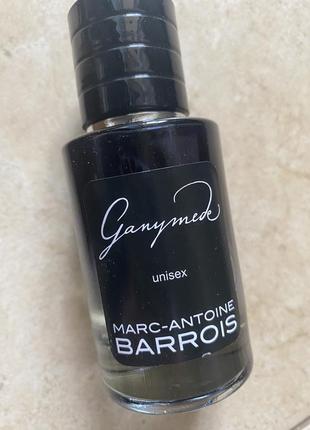 Ganymede
unisex
MARC-ANTOINE
BARROIS